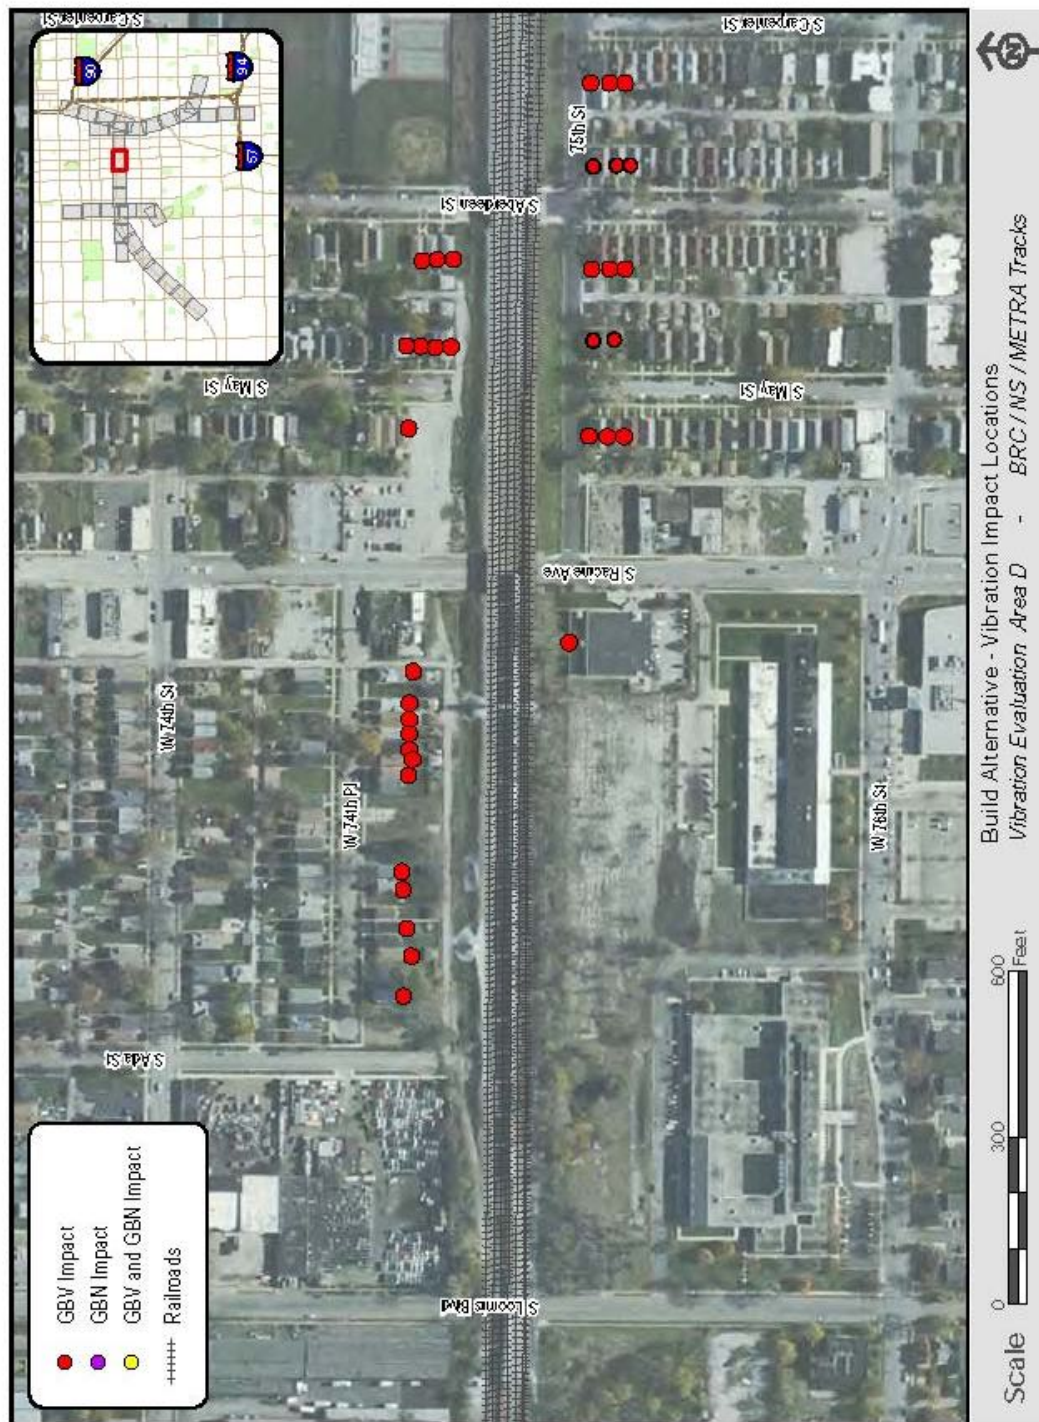 GBV Impact
GBN Impact
GBV and GBN Impact
Railroads
S Loomis Blvd
S Ada St
W 74th St
W 74th Pl
S Racine Ave
W 76th St
S May St
S May St
S Aberdeen St
75th St
S Carpenter St
S Carpenter St
90
94
57
N
Scale
0 300 600
Feet
Build Alternative - Vibration Impact Locations
Vibration Evaluation Area D - BRC / NS / METRA Tracks